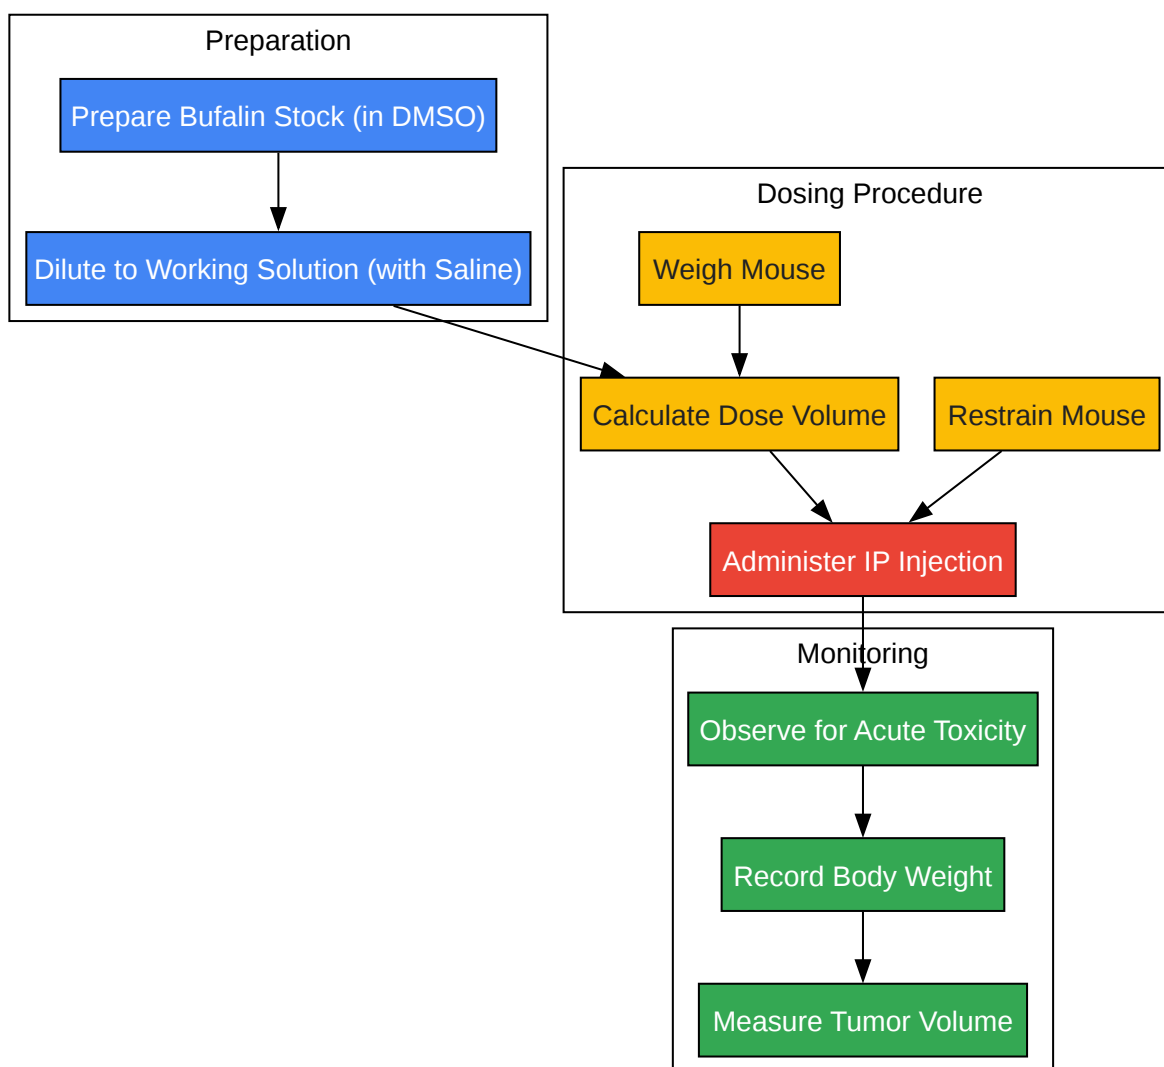 Preparation
Prepare Bufalin Stock (in DMSO)
Dilute to Working Solution (with Saline)
Dosing Procedure
Weigh Mouse
Calculate Dose Volume
Restrain Mouse
Administer IP Injection
Monitoring
Observe for Acute Toxicity
Record Body Weight
Measure Tumor Volume